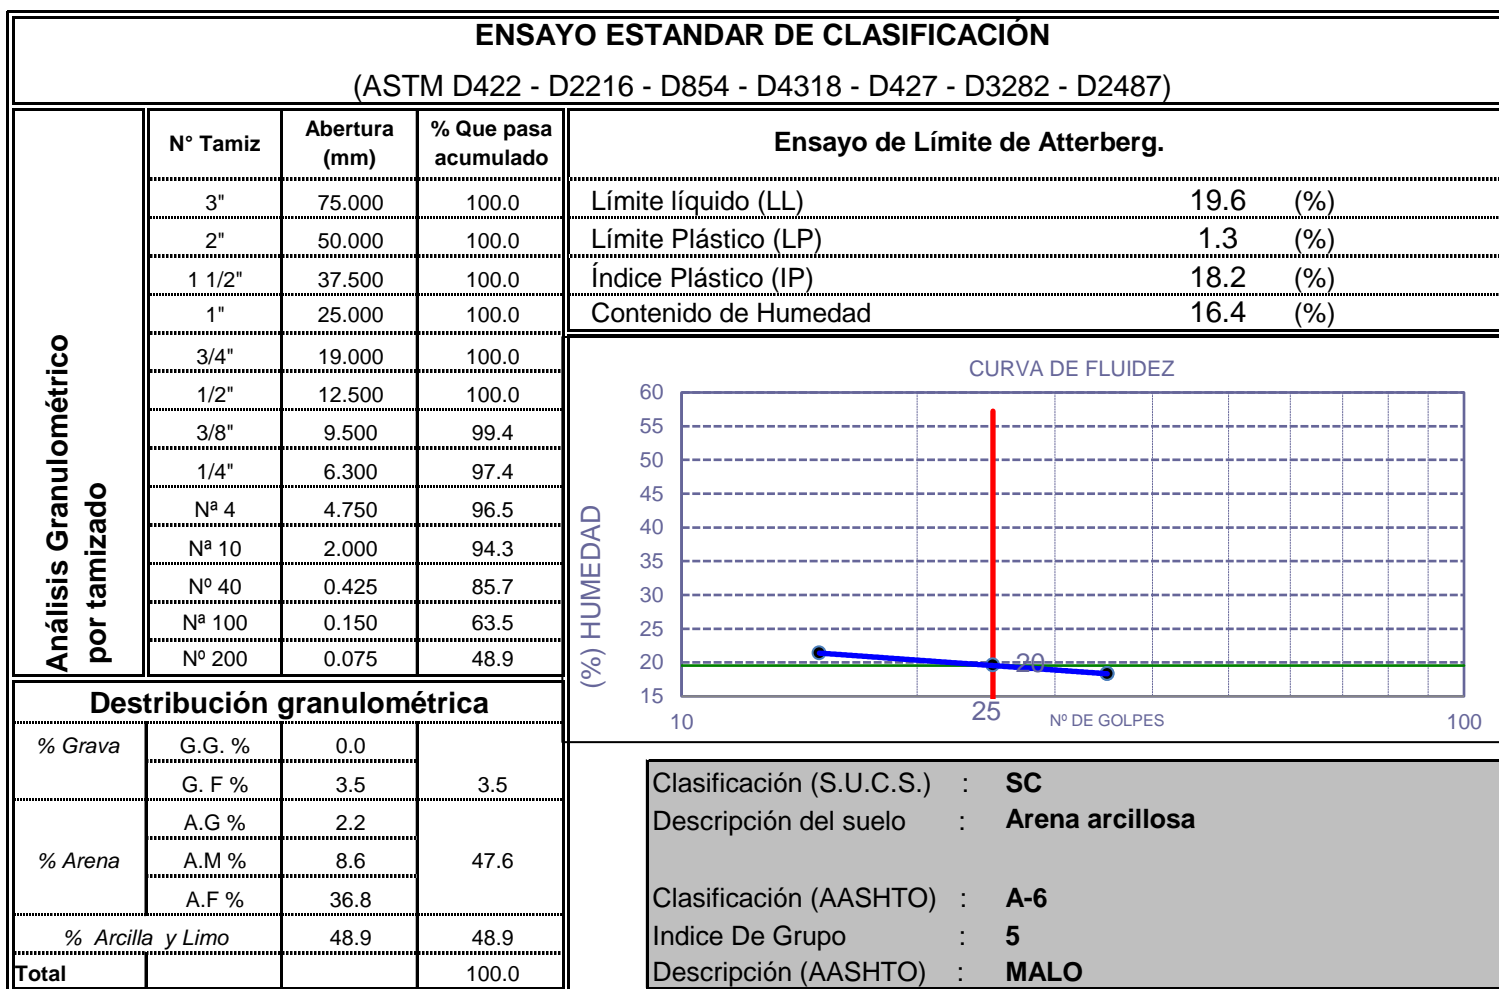 ENSAYO ESTANDAR DE CLASIFICACIÓN
(ASTM D422 - D2216 - D854 - D4318 - D427 - D3282 - D2487)
Análisis Granulométrico
por tamizado
N° Tamiz Abertura (mm) % Que pasa acumulado
3" 75.000 100.0
2" 50.000 100.0
1 1/2" 37.500 100.0
1" 25.000 100.0
3/4" 19.000 100.0
1/2" 12.500 100.0
3/8" 9.500 99.4
1/4" 6.300 97.4
Nª 4 4.750 96.5
Nª 10 2.000 94.3
Nº 40 0.425 85.7
Nª 100 0.150 63.5
Nº 200 0.075 48.9
Ensayo de Límite de Atterberg.
Límite líquido (LL) 19.6 (%)
Límite Plástico (LP) 1.3 (%)
Índice Plástico (IP) 18.2 (%)
Contenido de Humedad 16.4 (%)
CURVA DE FLUIDEZ
(%) HUMEDAD
60
55
50
45
40
35
30
25
20
15
20
10 25 Nº DE GOLPES 100
Destribución granulométrica
% Grava G.G. % 0.0
G. F % 3.5 3.5
A.G % 2.2
% Arena A.M % 8.6 47.6
A.F % 36.8
% Arcilla y Limo 48.9 48.9
Total 100.0
Clasificación (S.U.C.S.) : SC
Descripción del suelo : Arena arcillosa
Clasificación (AASHTO) : A-6
Indice De Grupo : 5
Descripción (AASHTO) : MALO